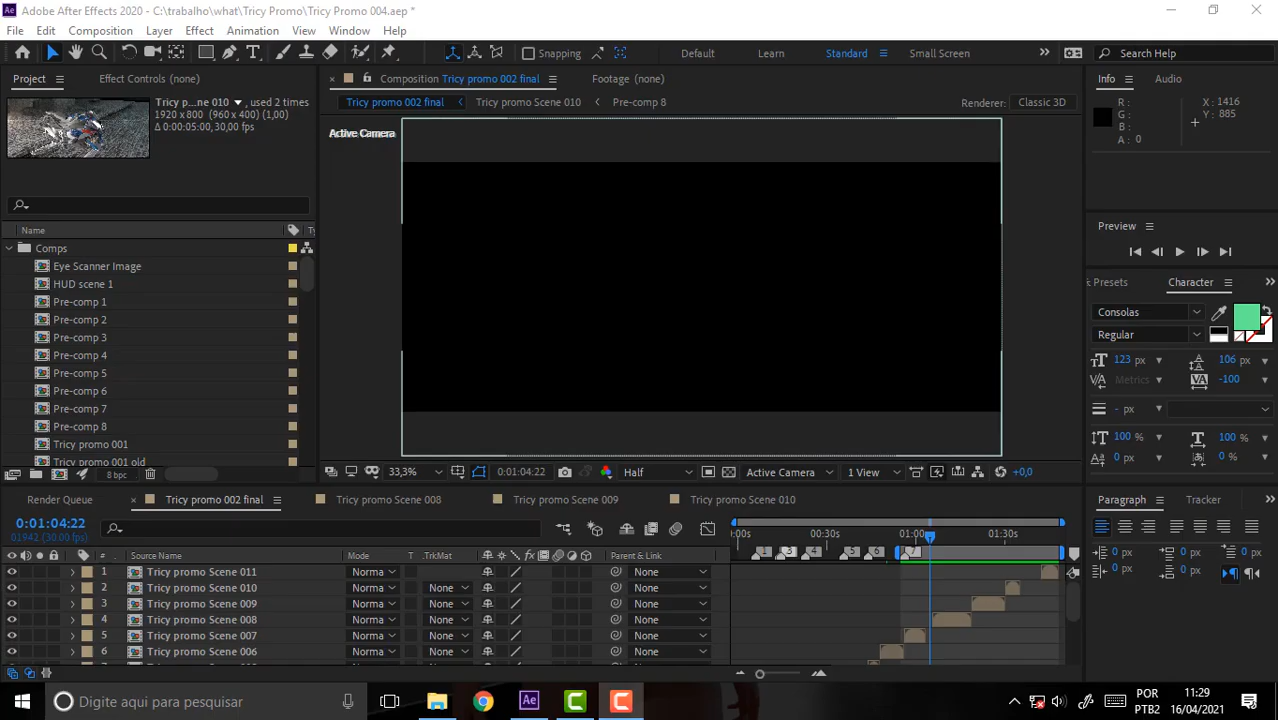 Adobe After Effects 2020 - C:\trabalho\what\Tricy Promo\Tricy Promo 004.aep *
File Edit Composition Layer Effect Animation View Window Help
Snapping Default Learn Standard Small Screen Search Help
Project Effect Controls (none)
Tricy p...ne 010 , used 2 times
1920 x 800 (960 x 400) (1,00)
Δ 0:00:05:00, 30,00 fps
Name
Comps
Eye Scanner Image
HUD scene 1
Pre-comp 1
Pre-comp 2
Pre-comp 3
Pre-comp 4
Pre-comp 5
Pre-comp 6
Pre-comp 7
Pre-comp 8
Tricy promo 001
Tricy promo 001 old
8 bpc
Composition Tricy promo 002 final Footage (none)
Tricy promo 002 final Tricy promo Scene 010 Pre-comp 8 Renderer: Classic 3D
Active Camera
33,3% 0:01:04:22 Half Active Camera 1 View +0,0
Info Audio
R : X : 1416
G : Y : 885
B :
A : 0
Preview
Presets Character
Consolas
Regular
123 px 106 px
Metrics -100
- px
100 % 100 %
0 px 0 %
Render Queue Tricy promo 002 final Tricy promo Scene 008 Tricy promo Scene 009 Tricy promo Scene 010
0:01:04:22
01942 (30.00 fps)
00s 00:30s 01:00s 01:30s
1 3 4 5 6 7
# Source Name Mode T .TrkMat fx Parent & Link
1 Tricy promo Scene 011 Norma None
2 Tricy promo Scene 010 Norma None None
3 Tricy promo Scene 009 Norma None None
4 Tricy promo Scene 008 Norma None None
5 Tricy promo Scene 007 Norma None None
6 Tricy promo Scene 006 Norma None None
Paragraph Tracker
0 px 0 px 0 px
0 px 0 px
Digite aqui para pesquisar
POR
PTB2
11:29
16/04/2021